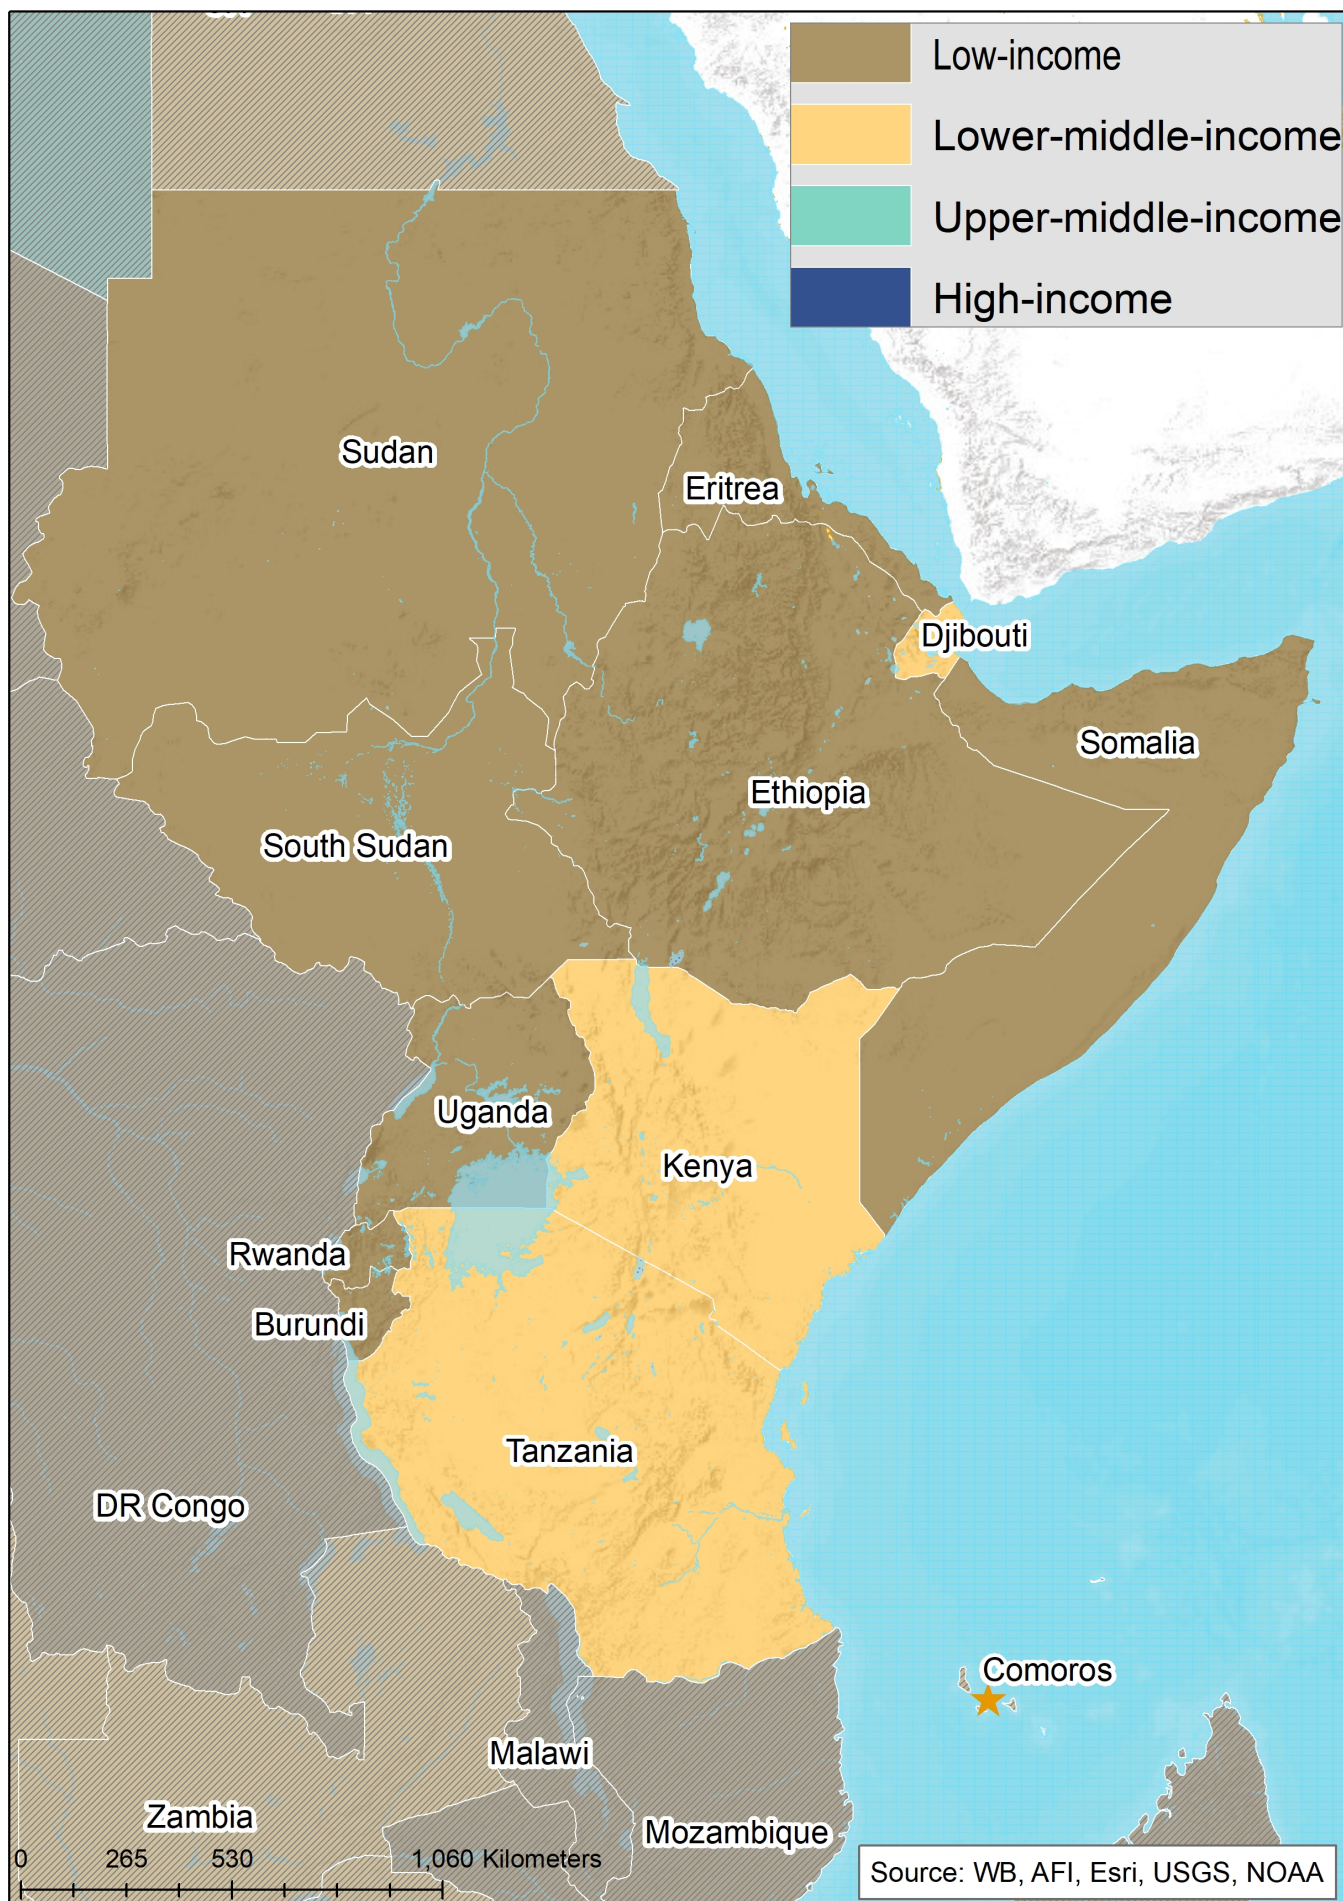 Low-income
Lower-middle-income
Upper-middle-income
High-income
Sudan
Eritrea
Djibouti
Somalia
Ethiopia
South Sudan
Uganda
Kenya
Rwanda
Burundi
Tanzania
DR Congo
Comoros
Malawi
Zambia
Mozambique
0 265 530 1,060 Kilometers
Source: WB, AFI, Esri, USGS, NOAA